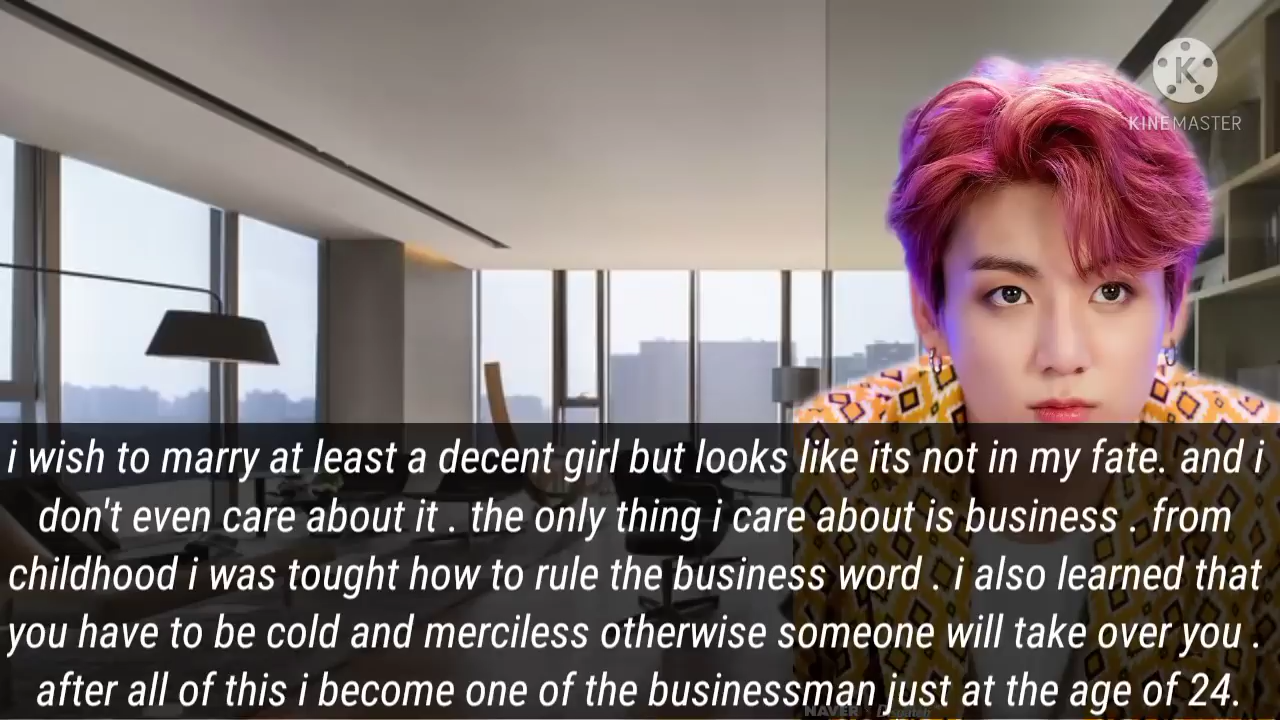 KINEMASTER
i wish to marry at least a decent girl but looks like its not in my fate. and i
don't even care about it . the only thing i care about is business . from
childhood i was tought how to rule the business word . i also learned that
you have to be cold and merciless otherwise someone will take over you .
after all of this i become one of the businessman just at the age of 24.
NAVER Dispatch